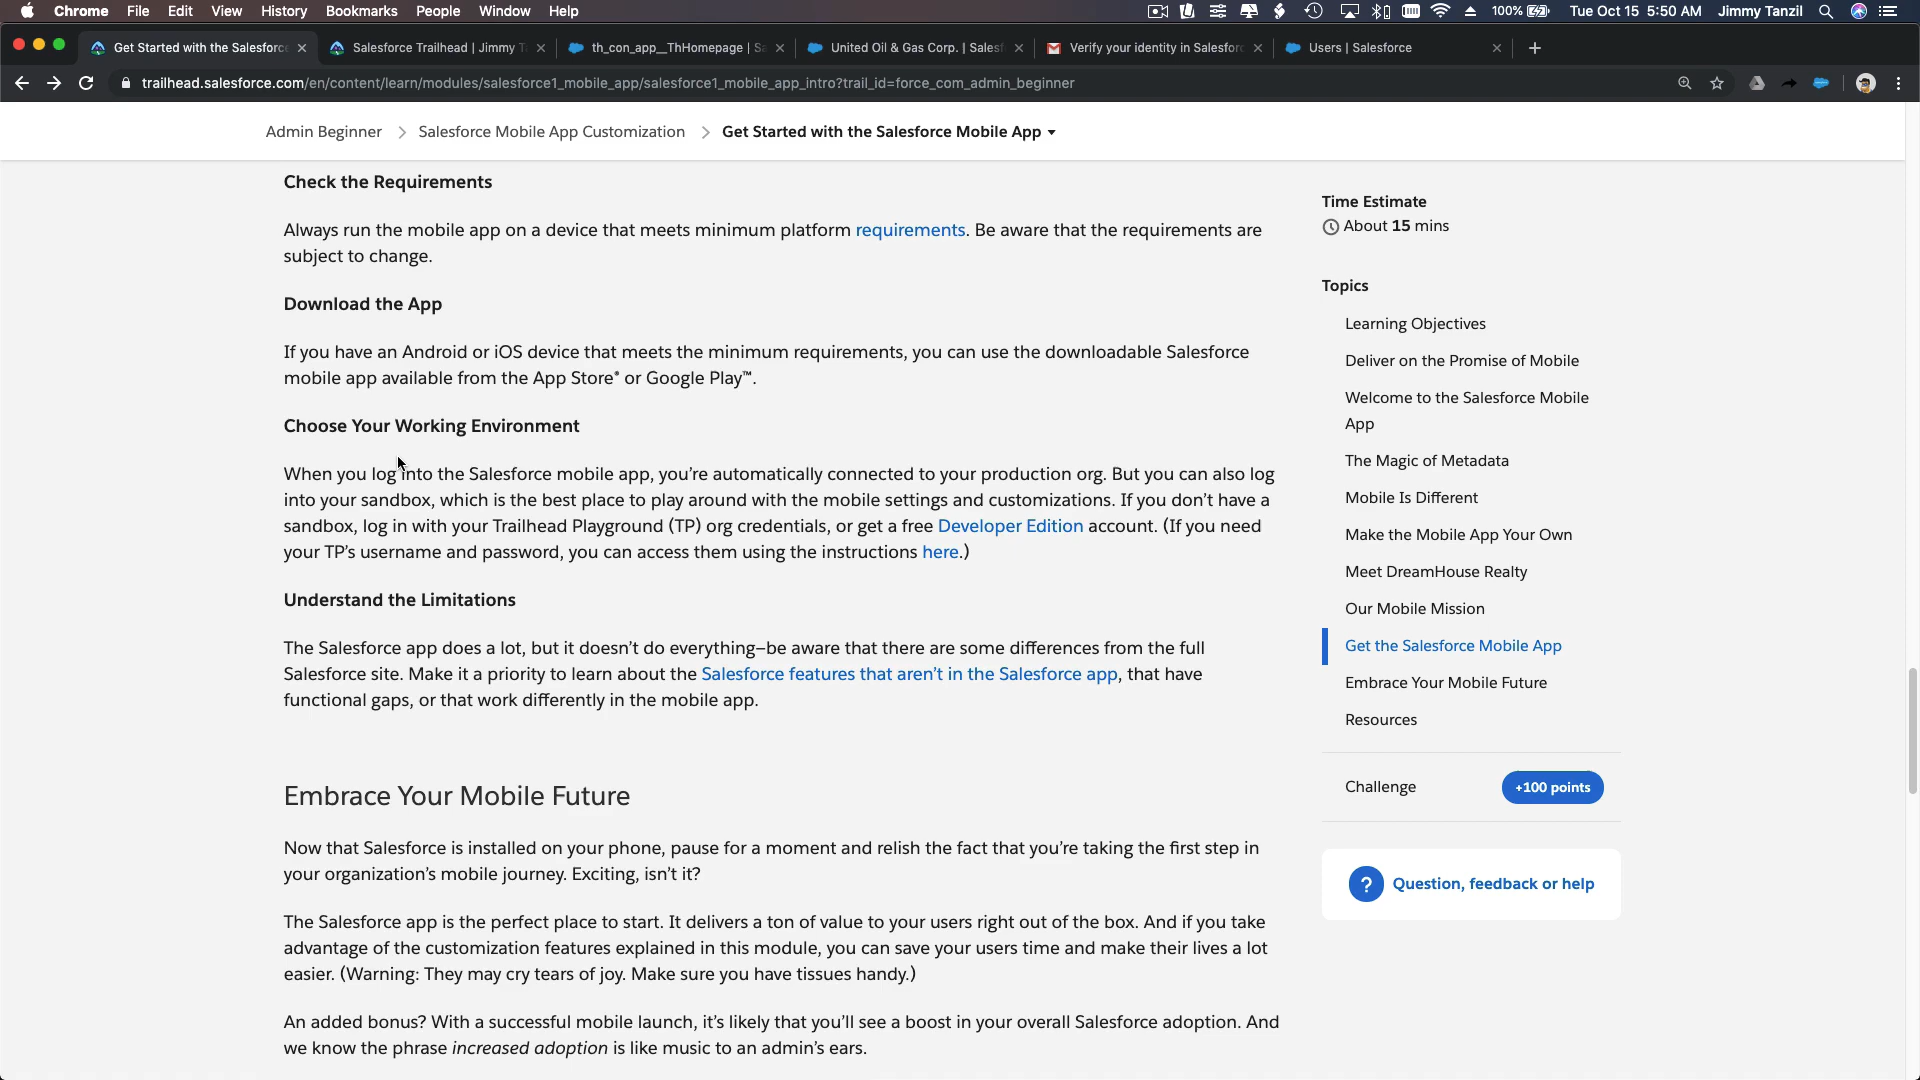 Chrome File Edit View History Bookmarks People Window Help 100% Tue Oct 15 5:50 AM Jimmy Tanzil
Get Started with the Salesforce
Salesforce Trailhead | Jimmy T
th_con_app__ThHomepage | Sa
United Oil & Gas Corp. | Salesf
Verify your identity in Salesforc
Users | Salesforce
trailhead.salesforce.com/en/content/learn/modules/salesforce1_mobile_app/salesforce1_mobile_app_intro?trail_id=force_com_admin_beginner
Admin Beginner > Salesforce Mobile App Customization > Get Started with the Salesforce Mobile App
Check the Requirements
Always run the mobile app on a device that meets minimum platform requirements. Be aware that the requirements are
subject to change.
Download the App
If you have an Android or iOS device that meets the minimum requirements, you can use the downloadable Salesforce
mobile app available from the App Store® or Google Play™.
Choose Your Working Environment
When you log into the Salesforce mobile app, you’re automatically connected to your production org. But you can also log
into your sandbox, which is the best place to play around with the mobile settings and customizations. If you don’t have a
sandbox, log in with your Trailhead Playground (TP) org credentials, or get a free Developer Edition account. (If you need
your TP’s username and password, you can access them using the instructions here.)
Understand the Limitations
The Salesforce app does a lot, but it doesn’t do everything–be aware that there are some differences from the full
Salesforce site. Make it a priority to learn about the Salesforce features that aren’t in the Salesforce app, that have
functional gaps, or that work differently in the mobile app.
Embrace Your Mobile Future
Now that Salesforce is installed on your phone, pause for a moment and relish the fact that you’re taking the first step in
your organization’s mobile journey. Exciting, isn’t it?
The Salesforce app is the perfect place to start. It delivers a ton of value to your users right out of the box. And if you take
advantage of the customization features explained in this module, you can save your users time and make their lives a lot
easier. (Warning: They may cry tears of joy. Make sure you have tissues handy.)
An added bonus? With a successful mobile launch, it’s likely that you’ll see a boost in your overall Salesforce adoption. And
we know the phrase increased adoption is like music to an admin’s ears.
Time Estimate
About 15 mins
Topics
Learning Objectives
Deliver on the Promise of Mobile
Welcome to the Salesforce Mobile
App
The Magic of Metadata
Mobile Is Different
Make the Mobile App Your Own
Meet DreamHouse Realty
Our Mobile Mission
Get the Salesforce Mobile App
Embrace Your Mobile Future
Resources
Challenge +100 points
? Question, feedback or help